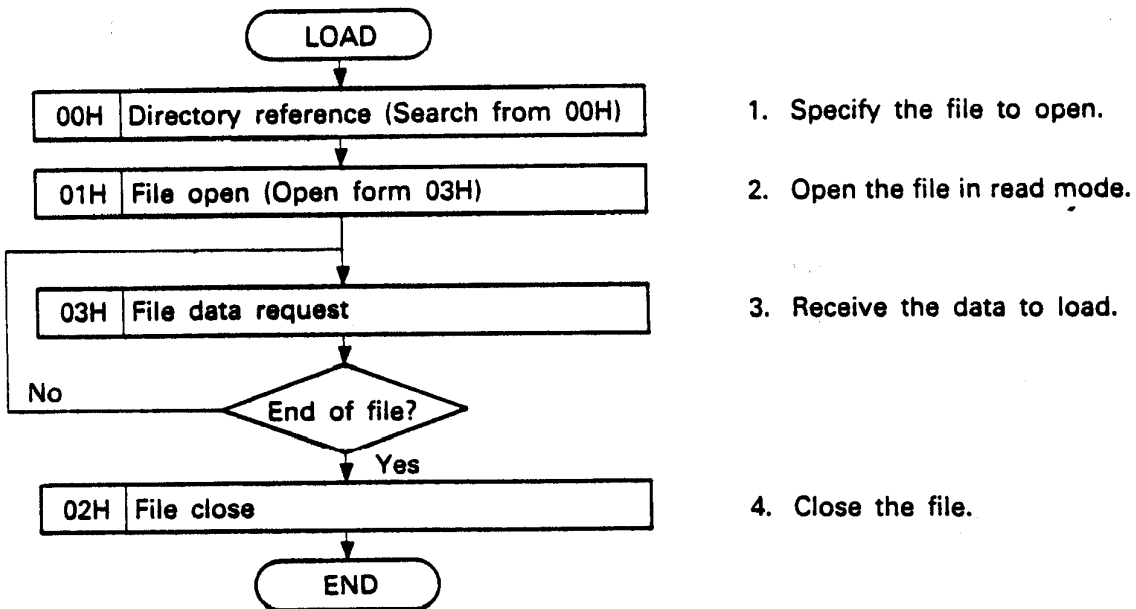 LOAD
00H Directory reference (Search from 00H)
1. Specify the file to open.
01H File open (Open form 03H)
2. Open the file in read mode.
03H File data request
3. Receive the data to load.
No
End of file?
Yes
02H File close
4. Close the file.
END